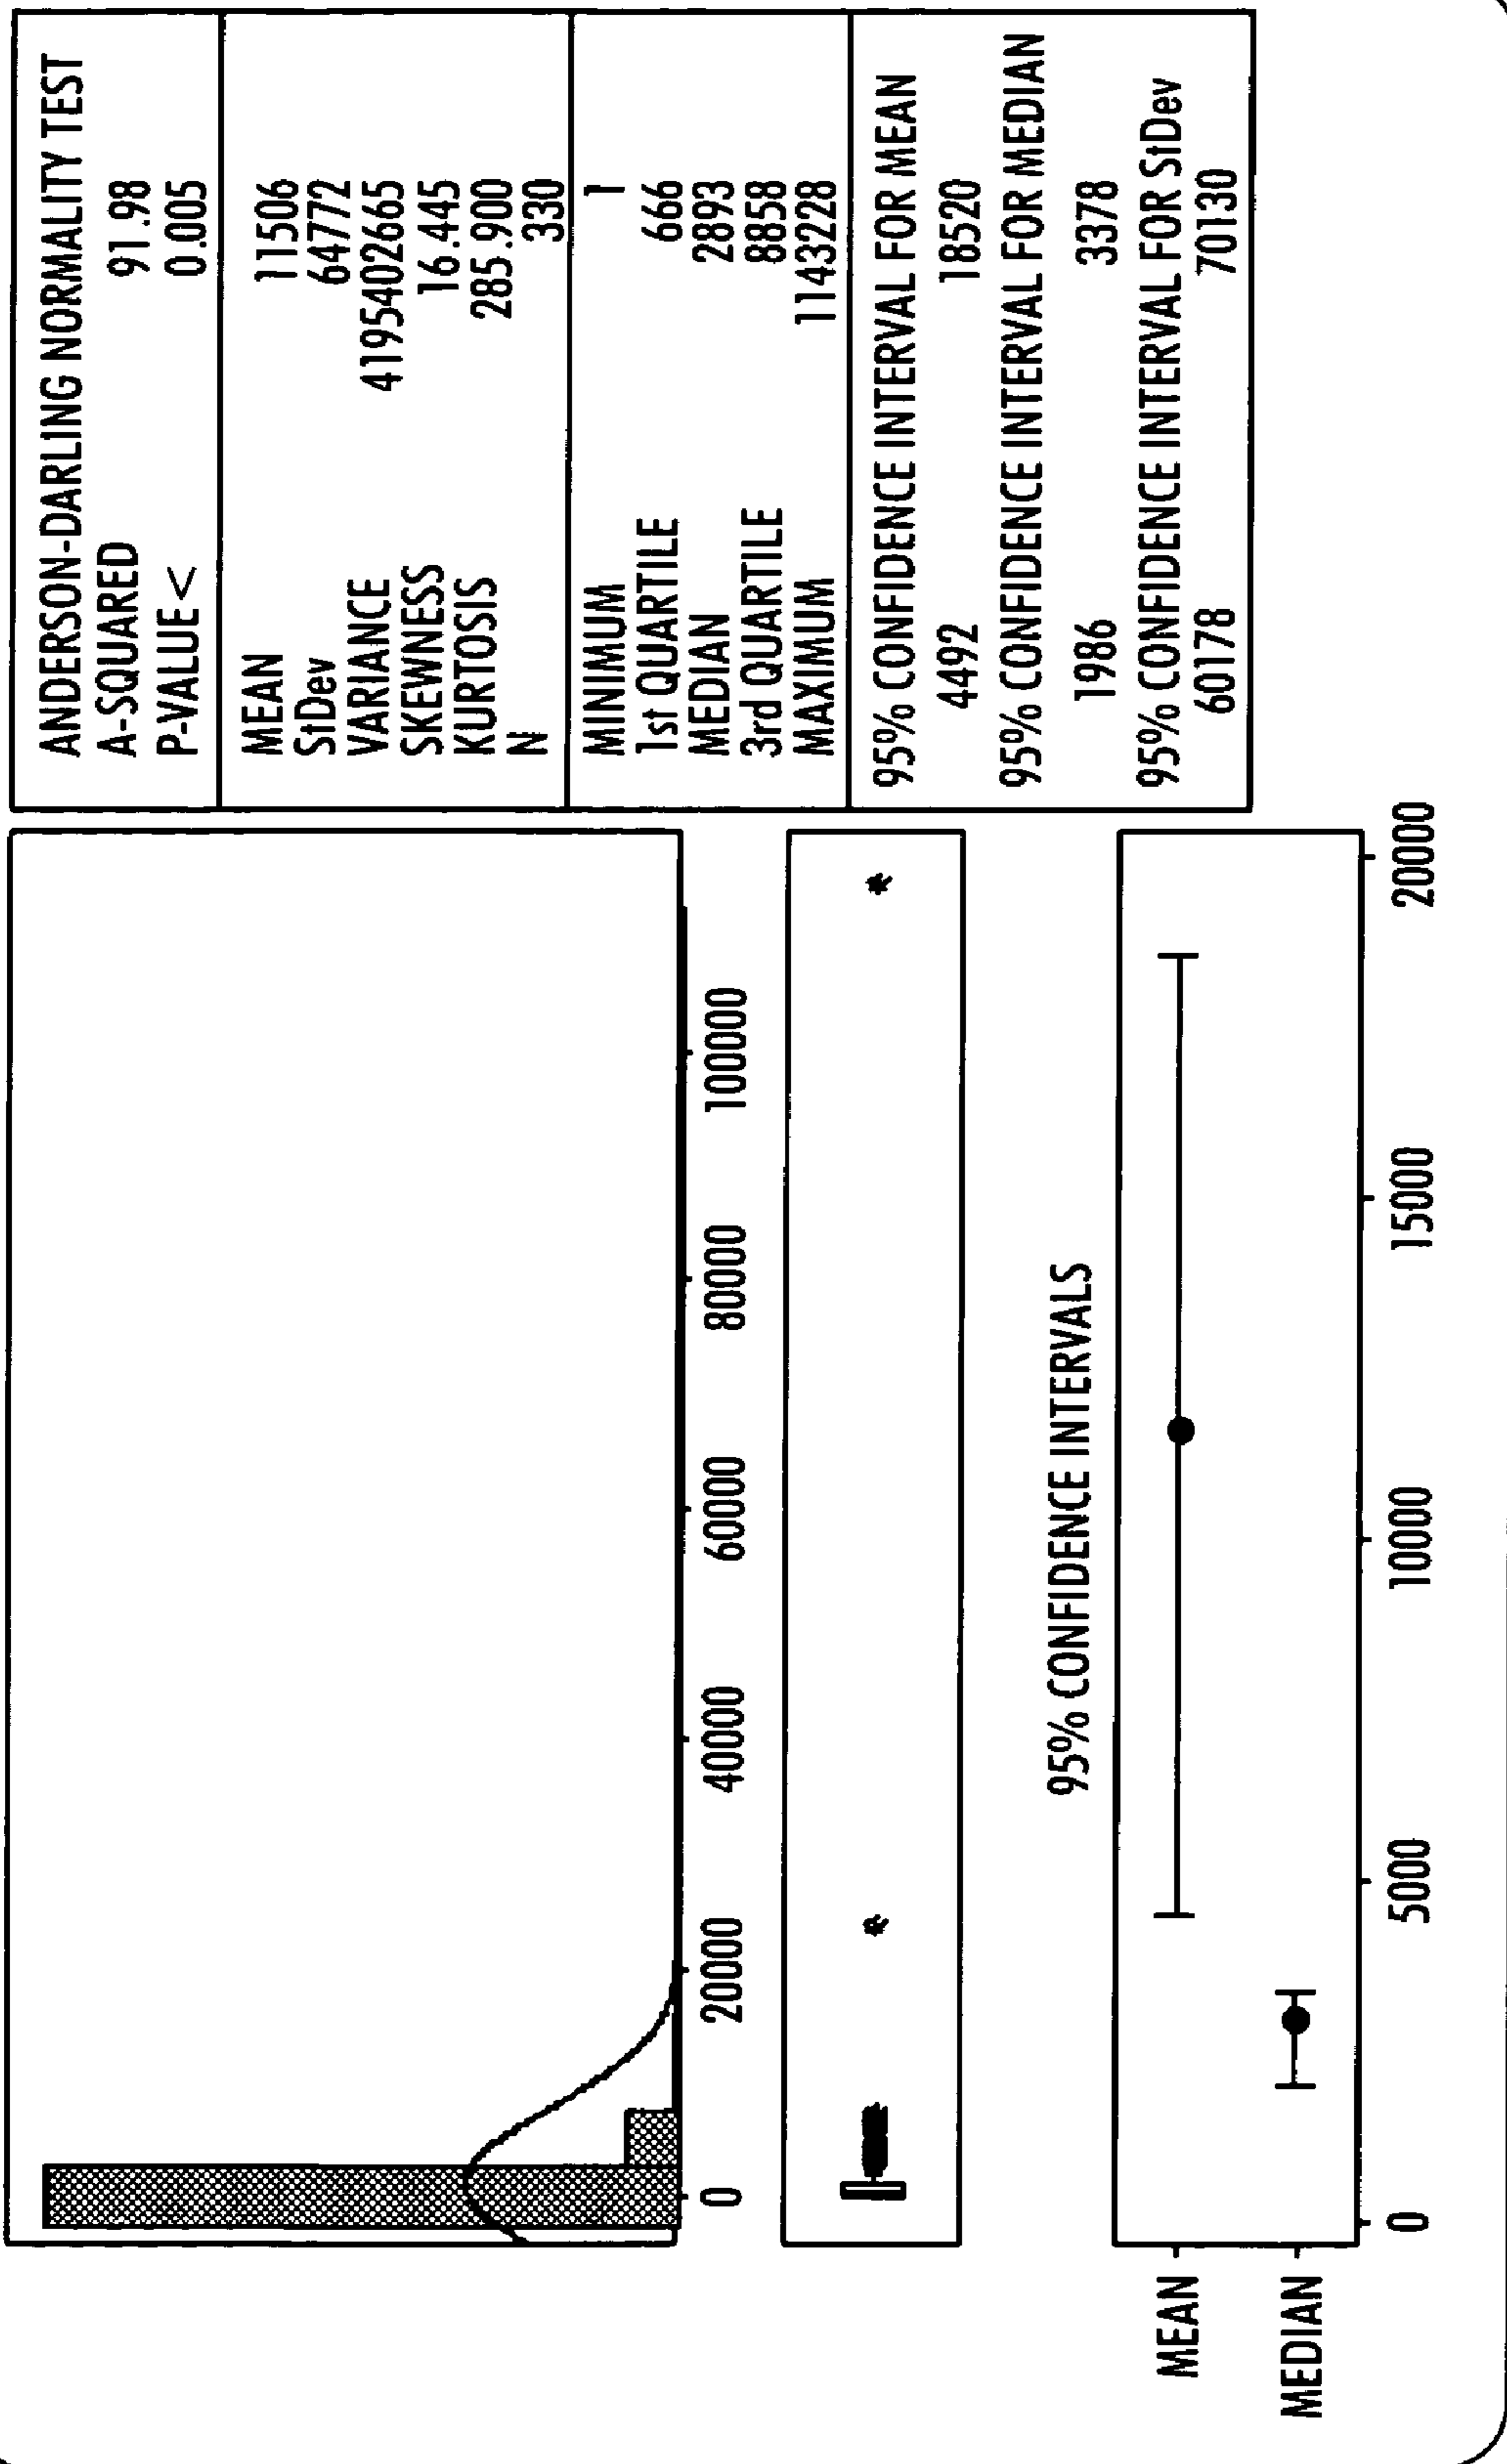 ANDERSON-DARLING NORMALITY TEST
A-SQUARED 91.98
P-VALUE < 0.005
MEAN 11506
StDev 64772
VARIANCE 4195402665
SKEWNESS 16.445
KURTOSIS 285.900
N 330
MINIMUM 1
1st QUARTILE 666
MEDIAN 2893
3rd QUARTILE 8858
MAXIMUM 1143228
95% CONFIDENCE INTERVAL FOR MEAN
4492 18520
95% CONFIDENCE INTERVAL FOR MEDIAN
1986 3378
95% CONFIDENCE INTERVAL FOR StDev
60178 70130
0 20000 40000 60000 80000 100000
95% CONFIDENCE INTERVALS
MEAN
MEDIAN
0 5000 10000 15000 20000